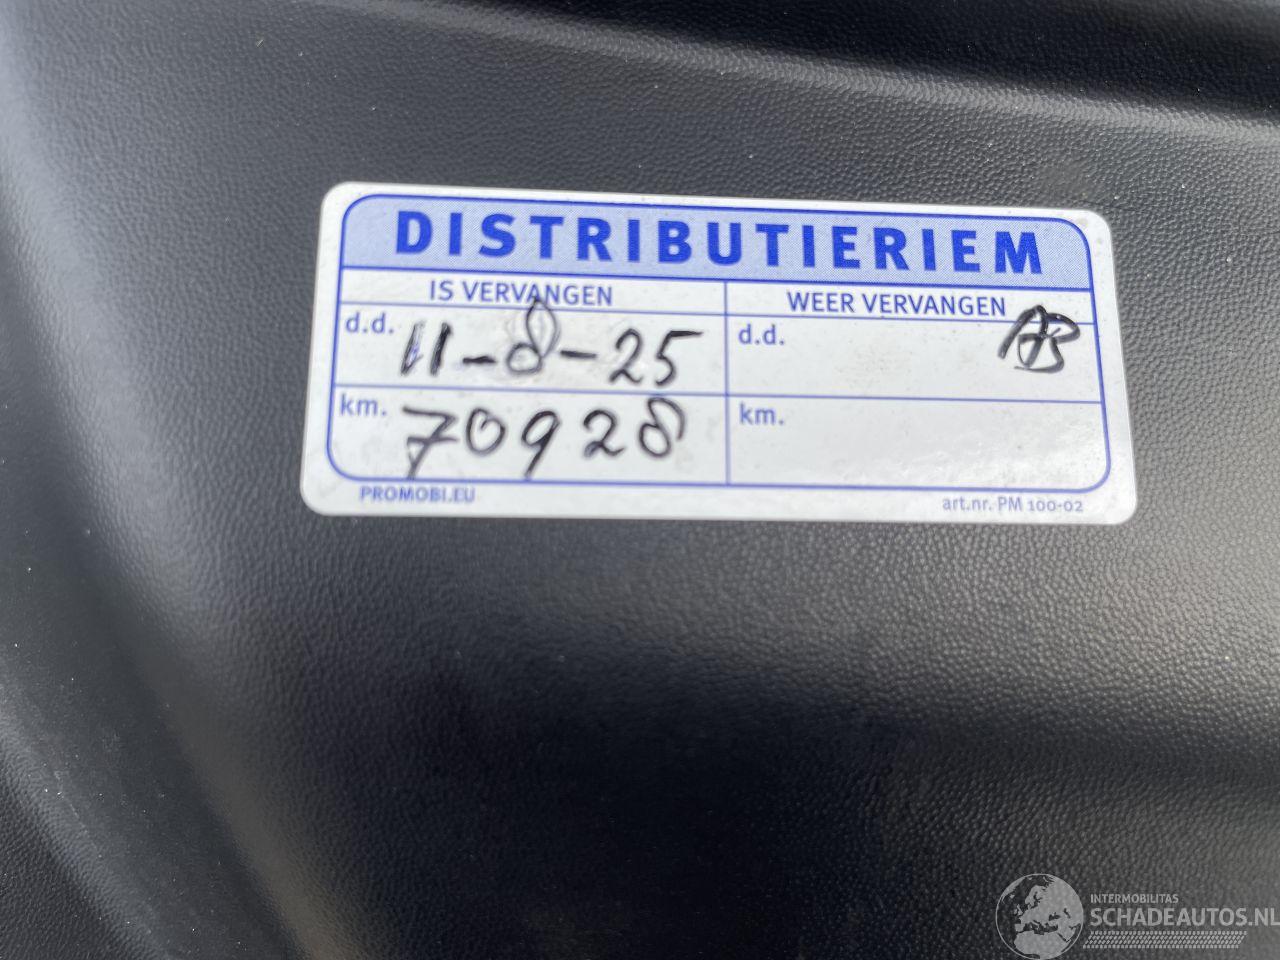 DISTRIBUTIERIEM
IS VERVANGEN
WEER VERVANGEN
d.d. 11-8-25
d.d.
km. 70928
km.
PROMOBI.EU
art.nr. PM 100-02
INTERMOBILITAS
SCHADEAUTOS.NL